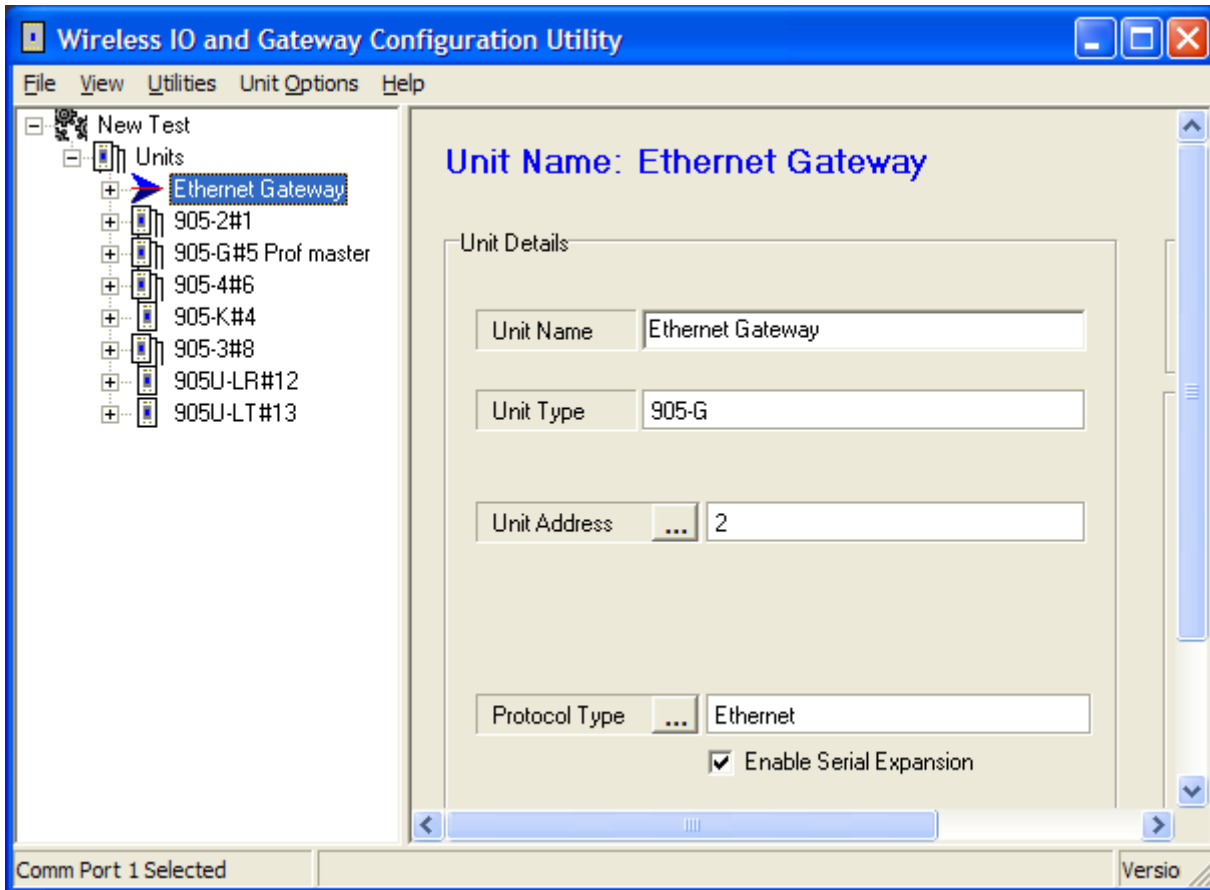 Wireless IO and Gateway Configuration Utility
File View Utilities Unit Options Help
New Test
Units
Ethernet Gateway
905-2#1
905-G#5 Prof master
905-4#6
905-K#4
905-3#8
905U-LR#12
905U-LT#13
Unit Name: Ethernet Gateway
Unit Details
Unit Name Ethernet Gateway
Unit Type 905-G
Unit Address ... 2
Protocol Type ... Ethernet
Enable Serial Expansion
Comm Port 1 Selected Versio